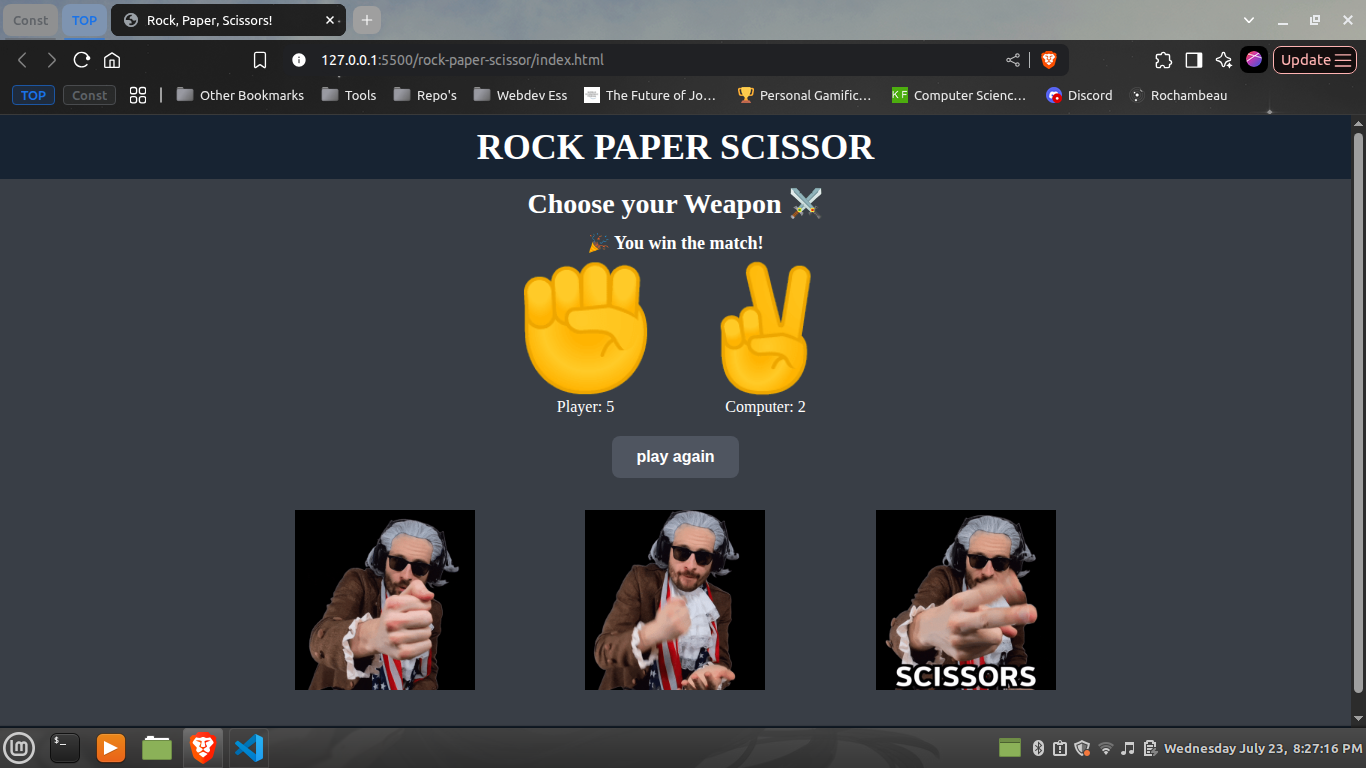 Const
TOP
Rock, Paper, Scissors!
127.0.0.1:5500/rock-paper-scissor/index.html
Update
TOP
Const
Other Bookmarks
Tools
Repo's
Webdev Ess
The Future of Jo…
Personal Gamific…
KF
Computer Scienc…
Discord
Rochambeau
ROCK PAPER SCISSOR
Choose your Weapon ⚔️
🎉 You win the match!
Player: 5
Computer: 2
play again
SCISSORS
Wednesday July 23, 8:27:16 PM